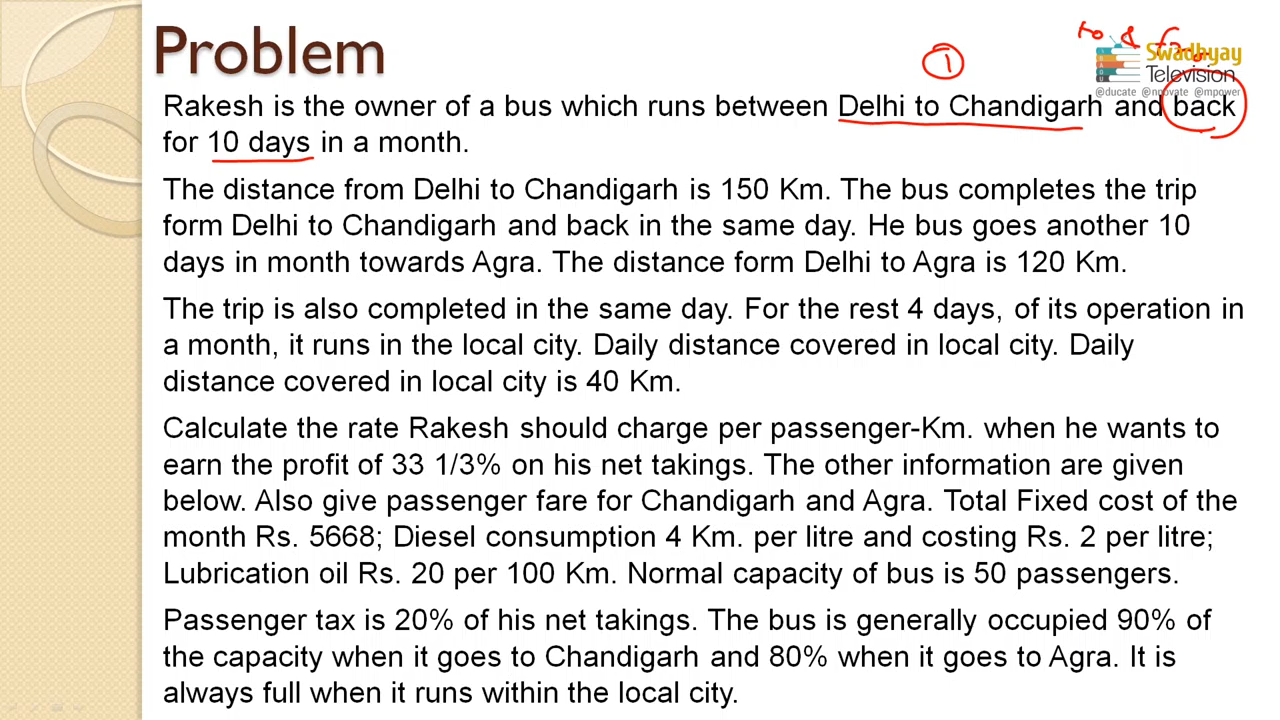 Problem
① to & fro
Swadhyay
Television
@ducate @nnovate @mpower
Rakesh is the owner of a bus which runs between Delhi to Chandigarh and back
for 10 days in a month.
The distance from Delhi to Chandigarh is 150 Km. The bus completes the trip
form Delhi to Chandigarh and back in the same day. He bus goes another 10
days in month towards Agra. The distance form Delhi to Agra is 120 Km.
The trip is also completed in the same day. For the rest 4 days, of its operation in
a month, it runs in the local city. Daily distance covered in local city. Daily
distance covered in local city is 40 Km.
Calculate the rate Rakesh should charge per passenger-Km. when he wants to
earn the profit of 33 1/3% on his net takings. The other information are given
below. Also give passenger fare for Chandigarh and Agra. Total Fixed cost of the
month Rs. 5668; Diesel consumption 4 Km. per litre and costing Rs. 2 per litre;
Lubrication oil Rs. 20 per 100 Km. Normal capacity of bus is 50 passengers.
Passenger tax is 20% of his net takings. The bus is generally occupied 90% of
the capacity when it goes to Chandigarh and 80% when it goes to Agra. It is
always full when it runs within the local city.